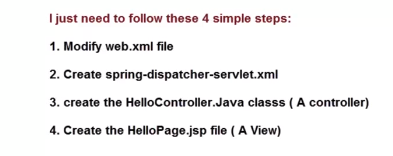 I just need to follow these 4 simple steps:
1. Modify web.xml file
2. Create spring-dispatcher-servlet.xml
3. create the HelloController.Java classs ( A controller)
4. Create the HelloPage.jsp file ( A View)